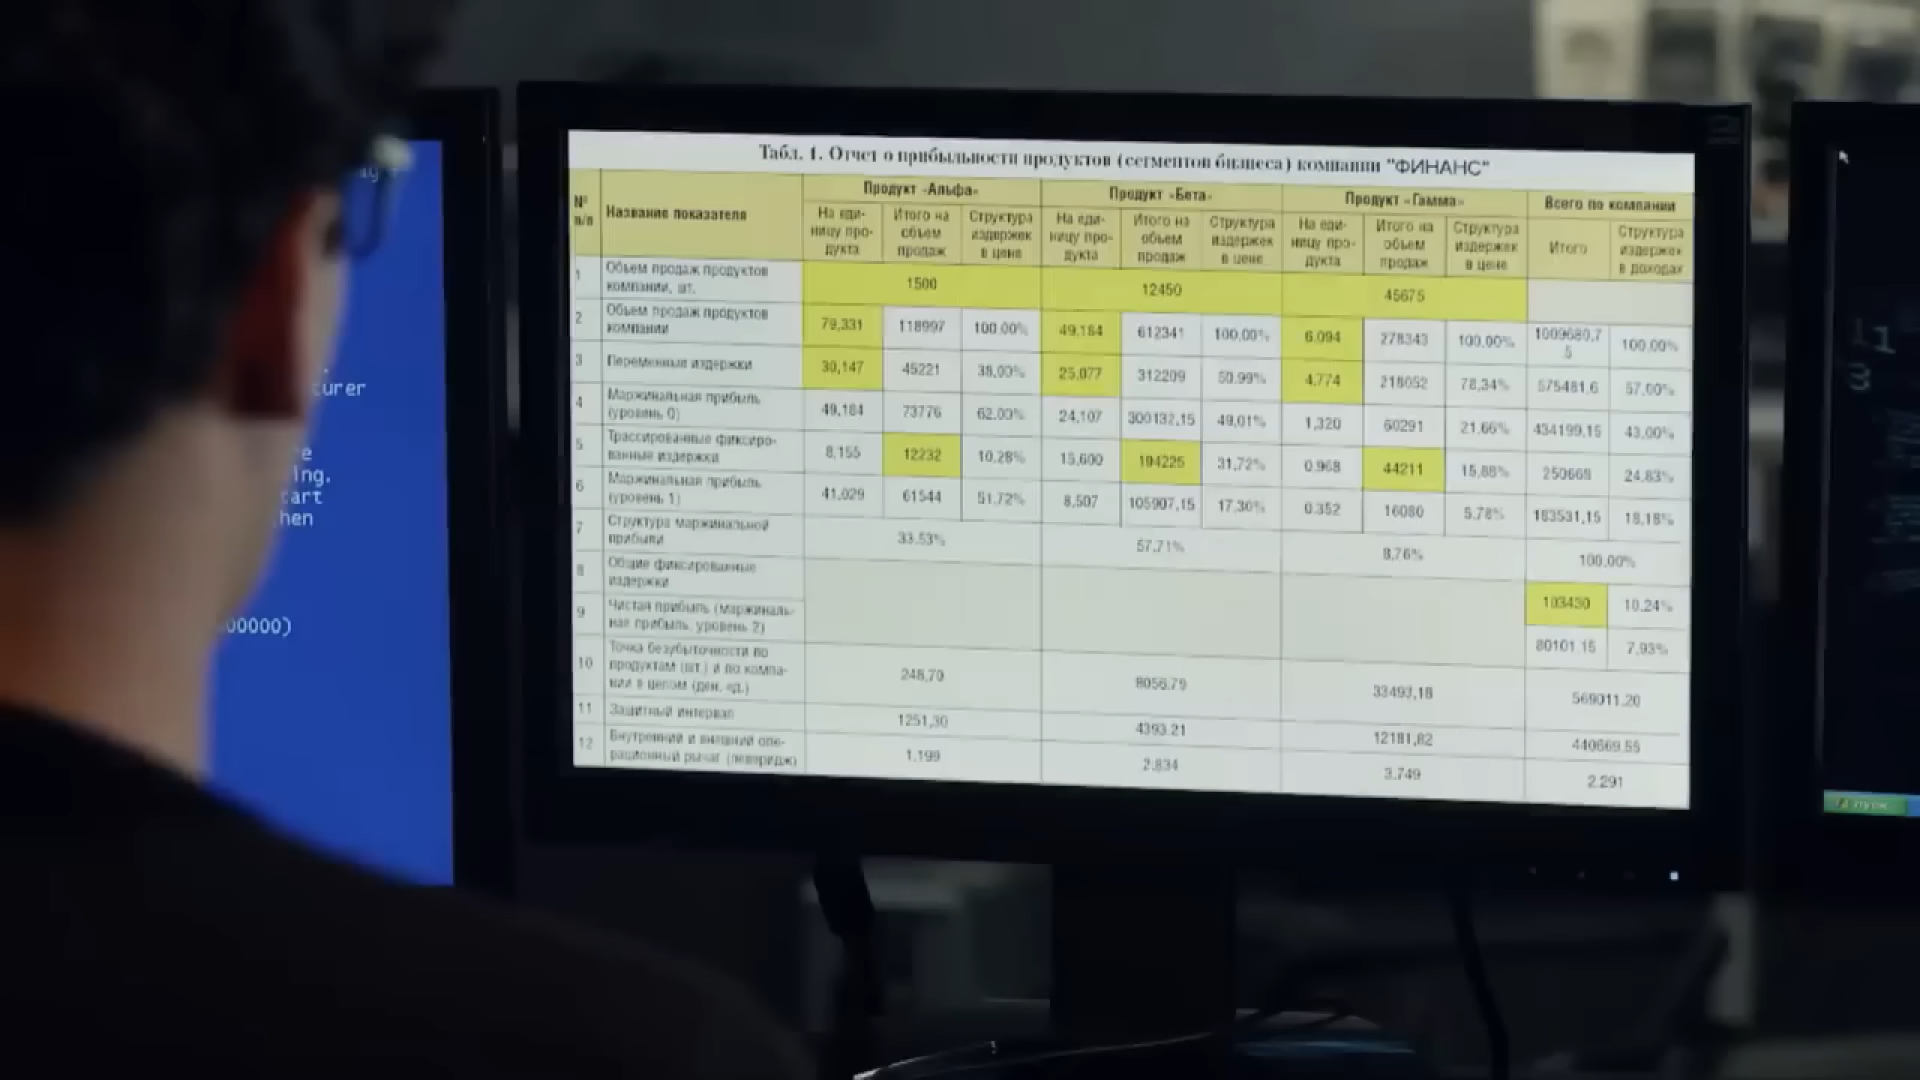 Табл. 1. Отчет о прибыльности продуктов (сегментов бизнеса) компании "ФИНАНС"
№ п/п Название показателя Продукт «Альфа» Продукт «Бета» Продукт «Гамма» Всего по компании
На единицу продукта Итого на объем продаж Структура издержек в цене На единицу продукта Итого на объем продаж Структура издержек в цене На единицу продукта Итого на объем продаж Структура издержек в цене Итого Структура издержек в доходах
1 Объем продаж продуктов компании, шт. 1500 12450 45675
2 Объем продаж продуктов компании 79,331 118997 100.00% 49,184 612341 100,00% 6.094 278343 100,00% 1009680,75 100.00%
3 Переменные издержки 30,147 45221 38,00% 25,077 312209 50.99% 4,774 218052 78,34% 575481,6 57.00%
4 Маржинальная прибыль (уровень 0) 49,184 73776 62.00% 24,107 300132,15 49,01% 1,320 60291 21.66% 434199,15 43.00%
5 Трассированные фиксированные издержки 8,155 12232 10.28% 15,600 194225 31,72% 0.968 44211 15,88% 250668 24,83%
6 Маржинальная прибыль (уровень 1) 41,029 61544 51.72% 8,507 105907,15 17,30% 0.352 16080 5.78% 183531,15 18,18%
7 Структура маржинальной прибыли 33.53% 57.71% 8,76% 100,00%
8 Общие фиксированные издержки 103430 10.24%
9 Чистая прибыль (маржинальная прибыль, уровень 2) 80101.15 7,93%
10 Точка безубыточности по продуктам (шт.) и по компании в целом (ден. ед.) 248,70 8056.79 33493,18 569011.20
11 Защитный интервал 1251,30 4393.21 12181,82 440669.55
12 Внутренний и внешний операционный рычаг (леверидж) 1.199 2.834 3.749 2.291
turer
e
ing.
tart
hen
00000)
пуск